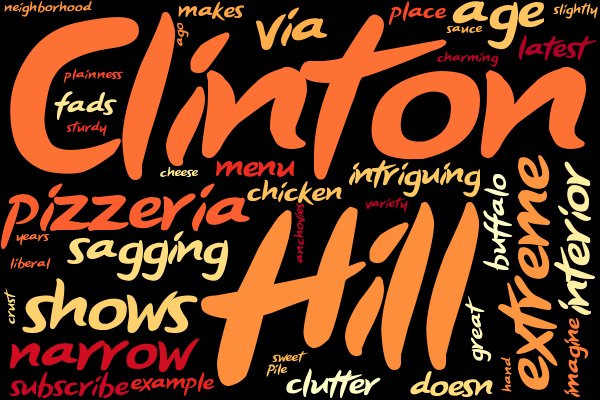 neighborhood
makes
ago
via
place
age
sauce
slightly
latest
charming
Clinton
plainness
fads
sturdy
cheese
menu
chicken
intriguing
variety
anchovies
buffalo
extreme
interior
pizzeria
years
sagging
liberal
Hill
crust
shows
great
narrow
sweet
Pile
imagine
hand
subscribe
example
clutter
doesn